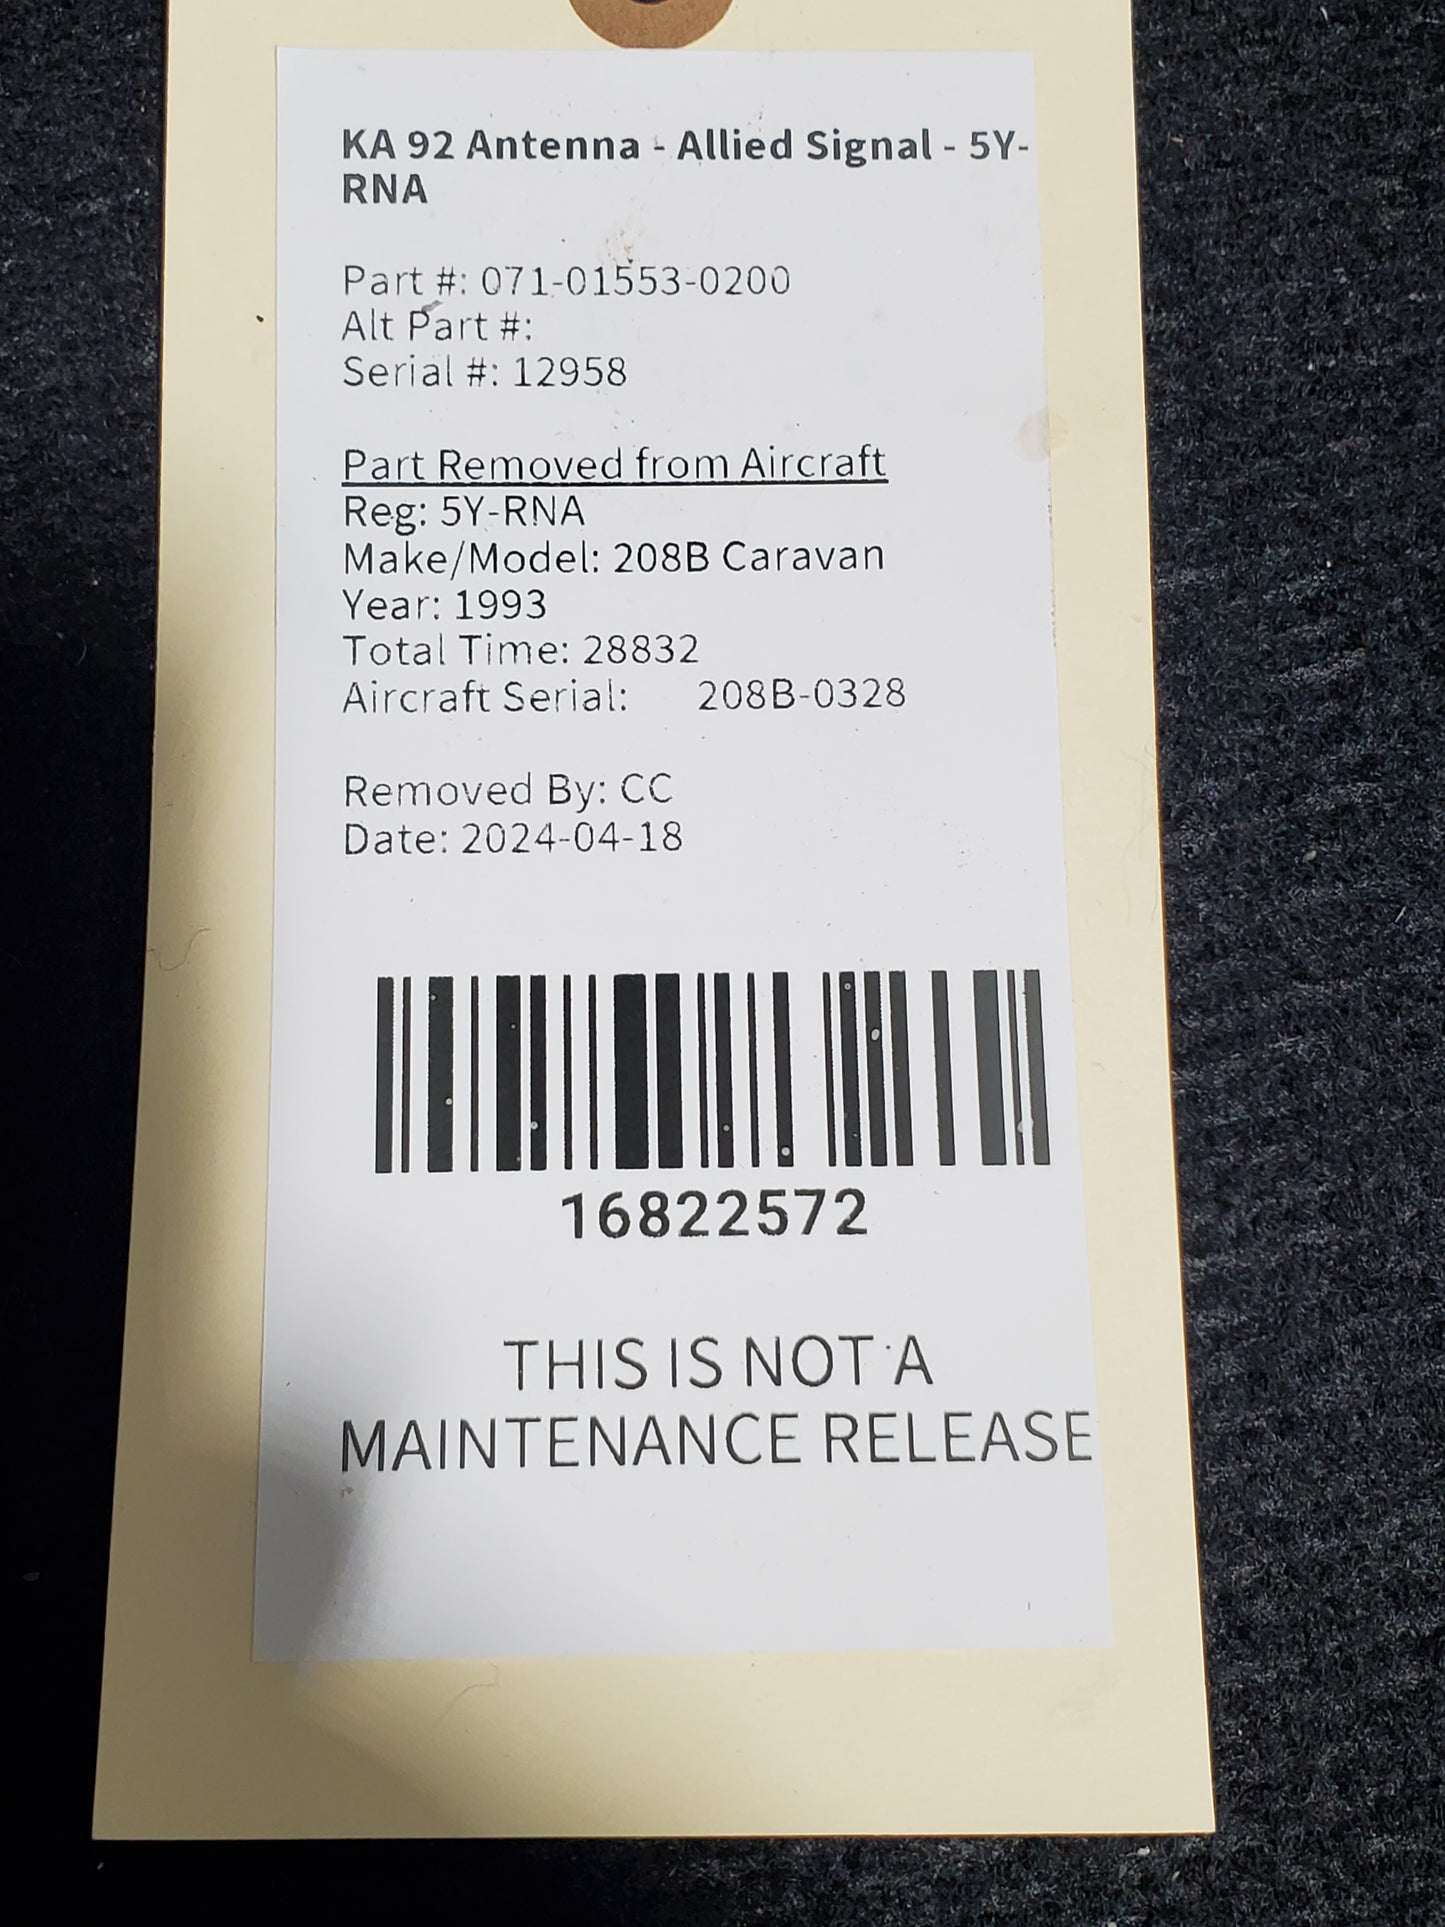 KA 92 Antenna - Allied Signal - 5Y-
RNA
Part #: 071-01553-0200
Alt Part #:
Serial #: 12958
Part Removed from Aircraft
Reg: 5Y-RNA
Make/Model: 208B Caravan
Year: 1993
Total Time: 28832
Aircraft Serial: 208B-0328
Removed By: CC
Date: 2024-04-18
16822572
THIS IS NOT A
MAINTENANCE RELEASE